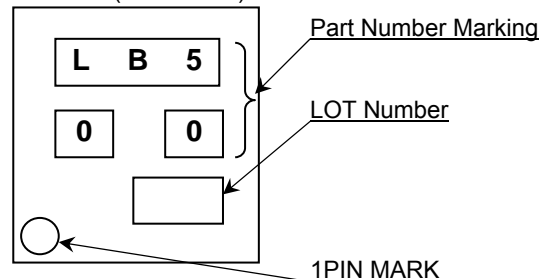 Part Number Marking
L B 5
LOT Number
0 0
1PIN MARK